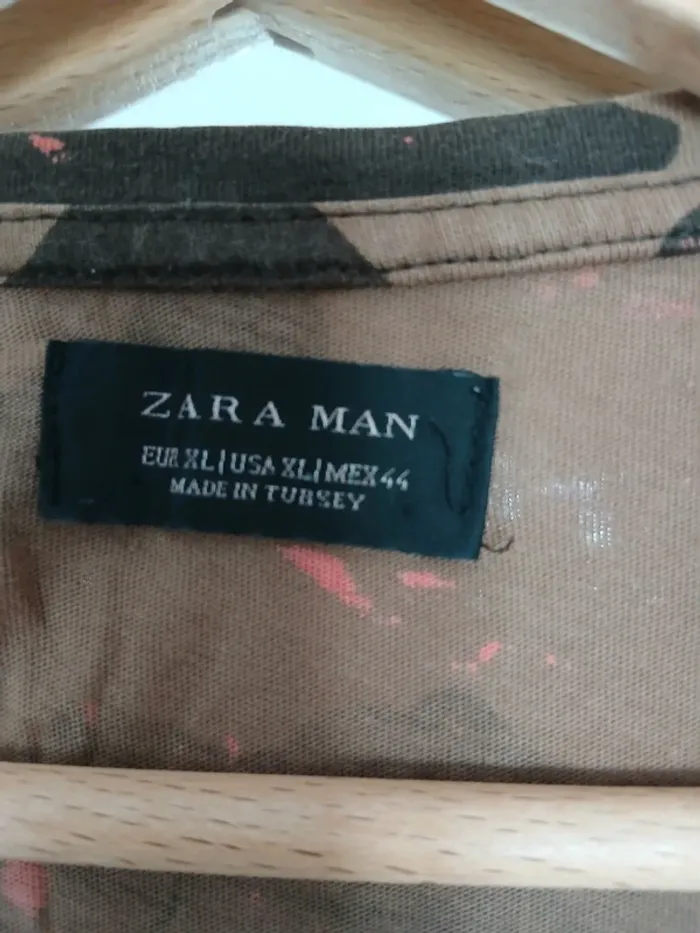 ZARA MAN
EUR XL|USA XL|MEX 44
MADE IN TURKEY